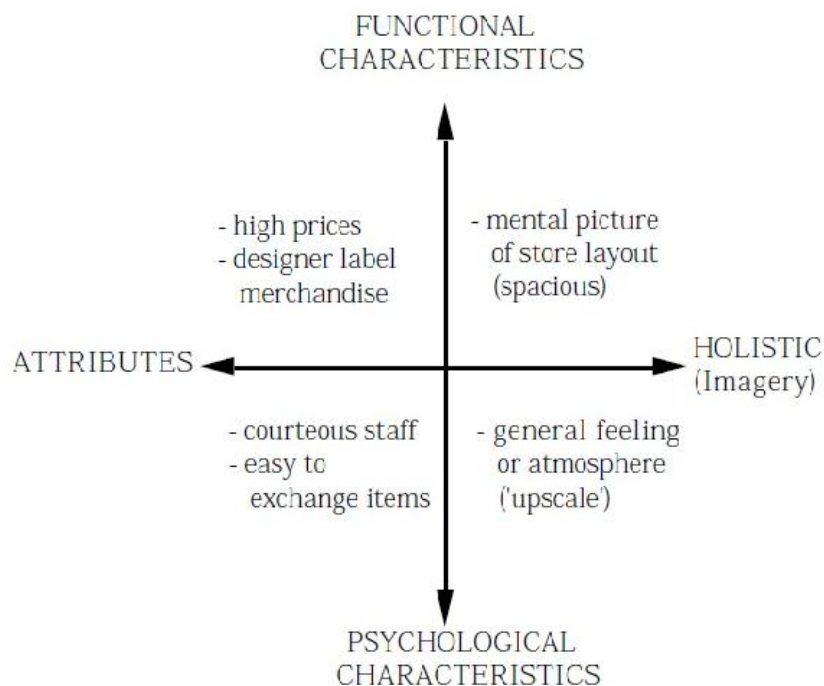 FUNCTIONAL
CHARACTERISTICS
- high prices
- designer label
merchandise
- mental picture
of store layout
(spacious)
ATTRIBUTES
HOLISTIC
(Imagery)
- courteous staff
- easy to
exchange items
- general feeling
or atmosphere
('upscale')
PSYCHOLOGICAL
CHARACTERISTICS